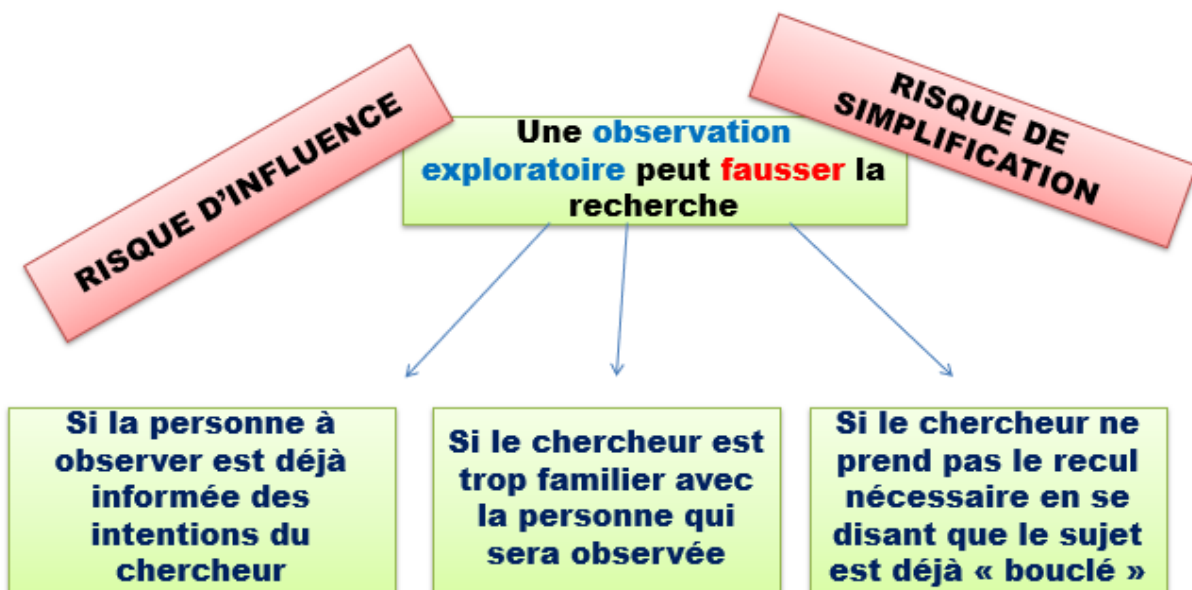 RISQUE D'INFLUENCE
RISQUE DE
SIMPLIFICATION
Une observation
exploratoire peut fausser la
recherche
Si la personne à
observer est déjà
informée des
intentions du
chercheur
Si le chercheur est
trop familier avec
la personne qui
sera observée
Si le chercheur ne
prend pas le recul
nécessaire en se
disant que le sujet
est déjà « bouclé »